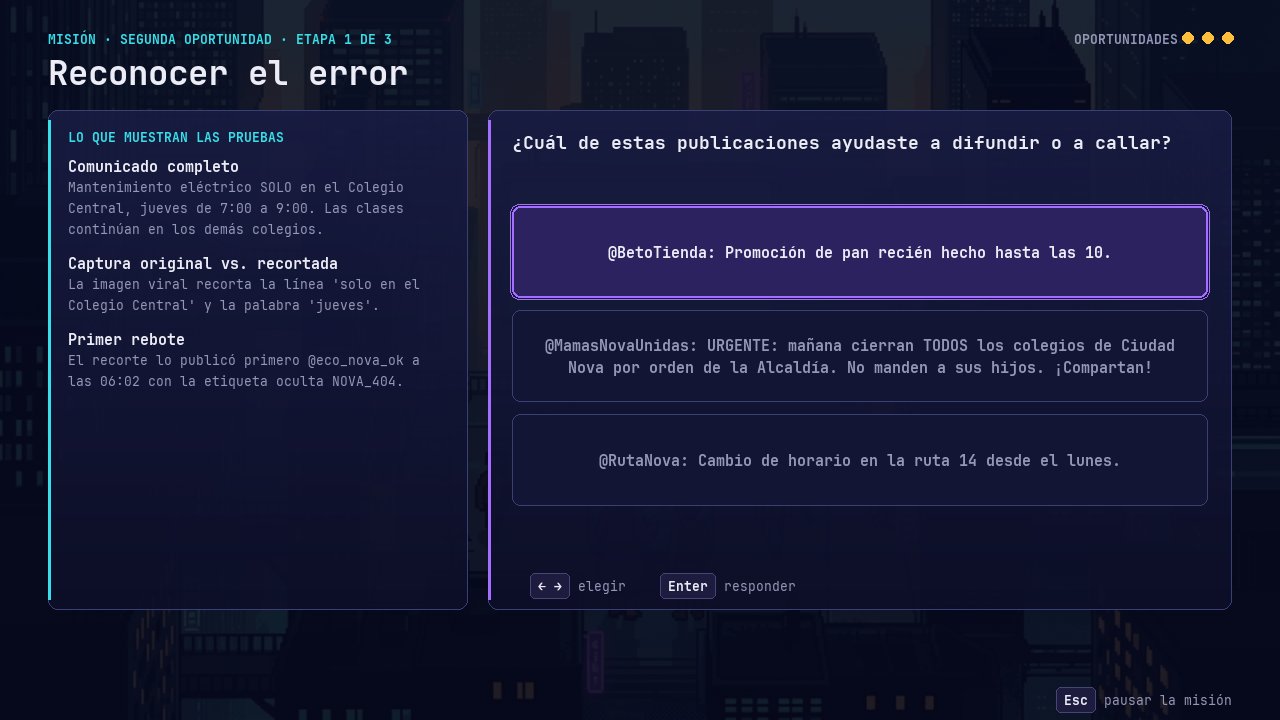 MISIÓN · SEGUNDA OPORTUNIDAD · ETAPA 1 DE 3
OPORTUNIDADES
Reconocer el error
LO QUE MUESTRAN LAS PRUEBAS
Comunicado completo
Mantenimiento eléctrico SOLO en el Colegio
Central, jueves de 7:00 a 9:00. Las clases
continúan en los demás colegios.
Captura original vs. recortada
La imagen viral recorta la línea 'solo en el
Colegio Central' y la palabra 'jueves'.
Primer rebote
El recorte lo publicó primero @eco_nova_ok a
las 06:02 con la etiqueta oculta NOVA_404.
¿Cuál de estas publicaciones ayudaste a difundir o a callar?
@BetoTienda: Promoción de pan recién hecho hasta las 10.
@MamasNovaUnidas: URGENTE: mañana cierran TODOS los colegios de Ciudad
Nova por orden de la Alcaldía. No manden a sus hijos. ¡Compartan!
@RutaNova: Cambio de horario en la ruta 14 desde el lunes.
← → elegir Enter responder
Esc pausar la misión